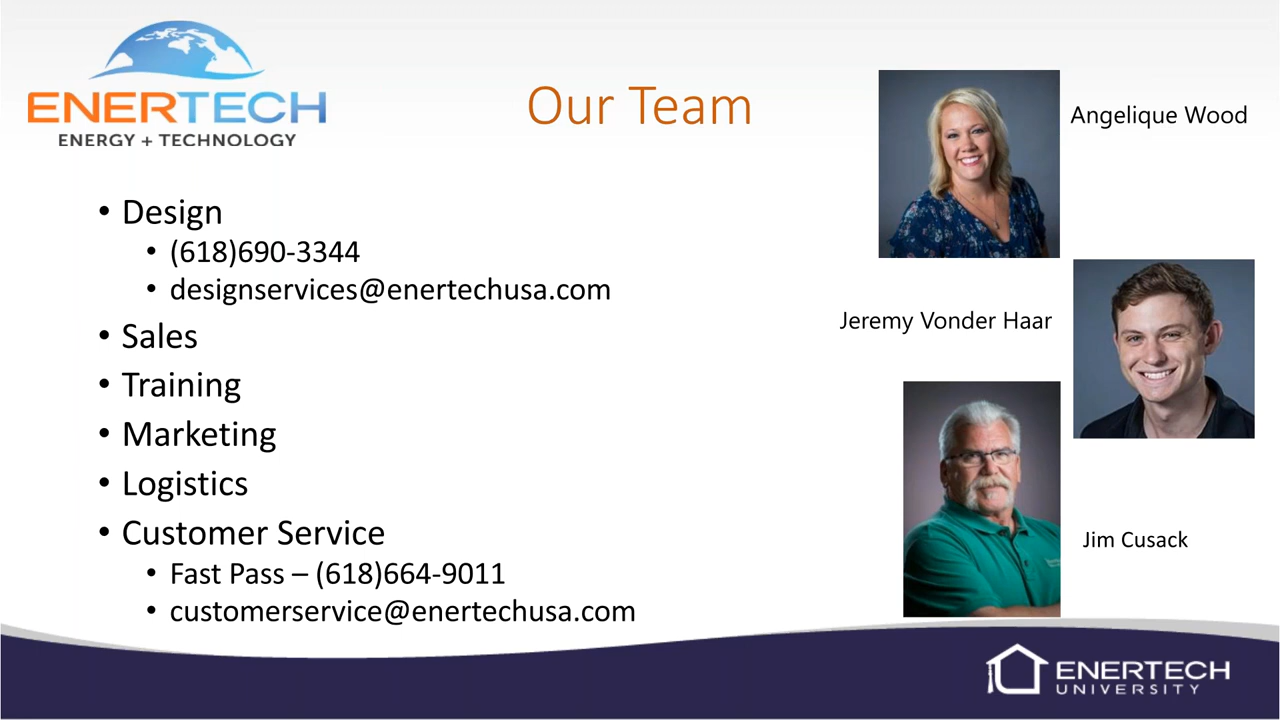 ENERTECH
ENERGY + TECHNOLOGY
Our Team
Angelique Wood
• Design
• (618)690-3344
• designservices@enertechusa.com
Jeremy Vonder Haar
• Sales
• Training
• Marketing
• Logistics
• Customer Service
Jim Cusack
• Fast Pass – (618)664-9011
• customerservice@enertechusa.com
ENERTECH
UNIVERSITY